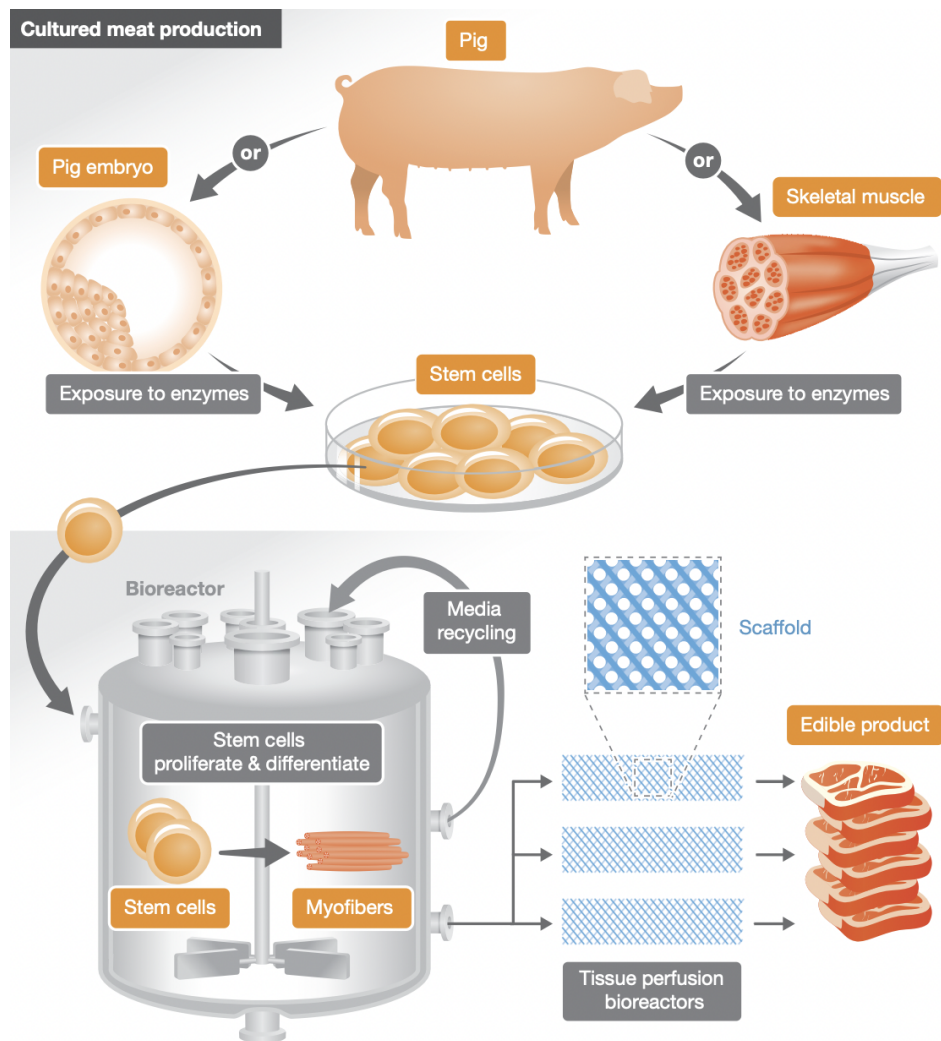 Cultured meat production
Pig
or
or
Pig embryo
Skeletal muscle
Exposure to enzymes
Stem cells
Exposure to enzymes
Bioreactor
Media
recycling
Scaffold
Stem cells
proliferate & differentiate
Edible product
Stem cells
Myofibers
Tissue perfusion
bioreactors